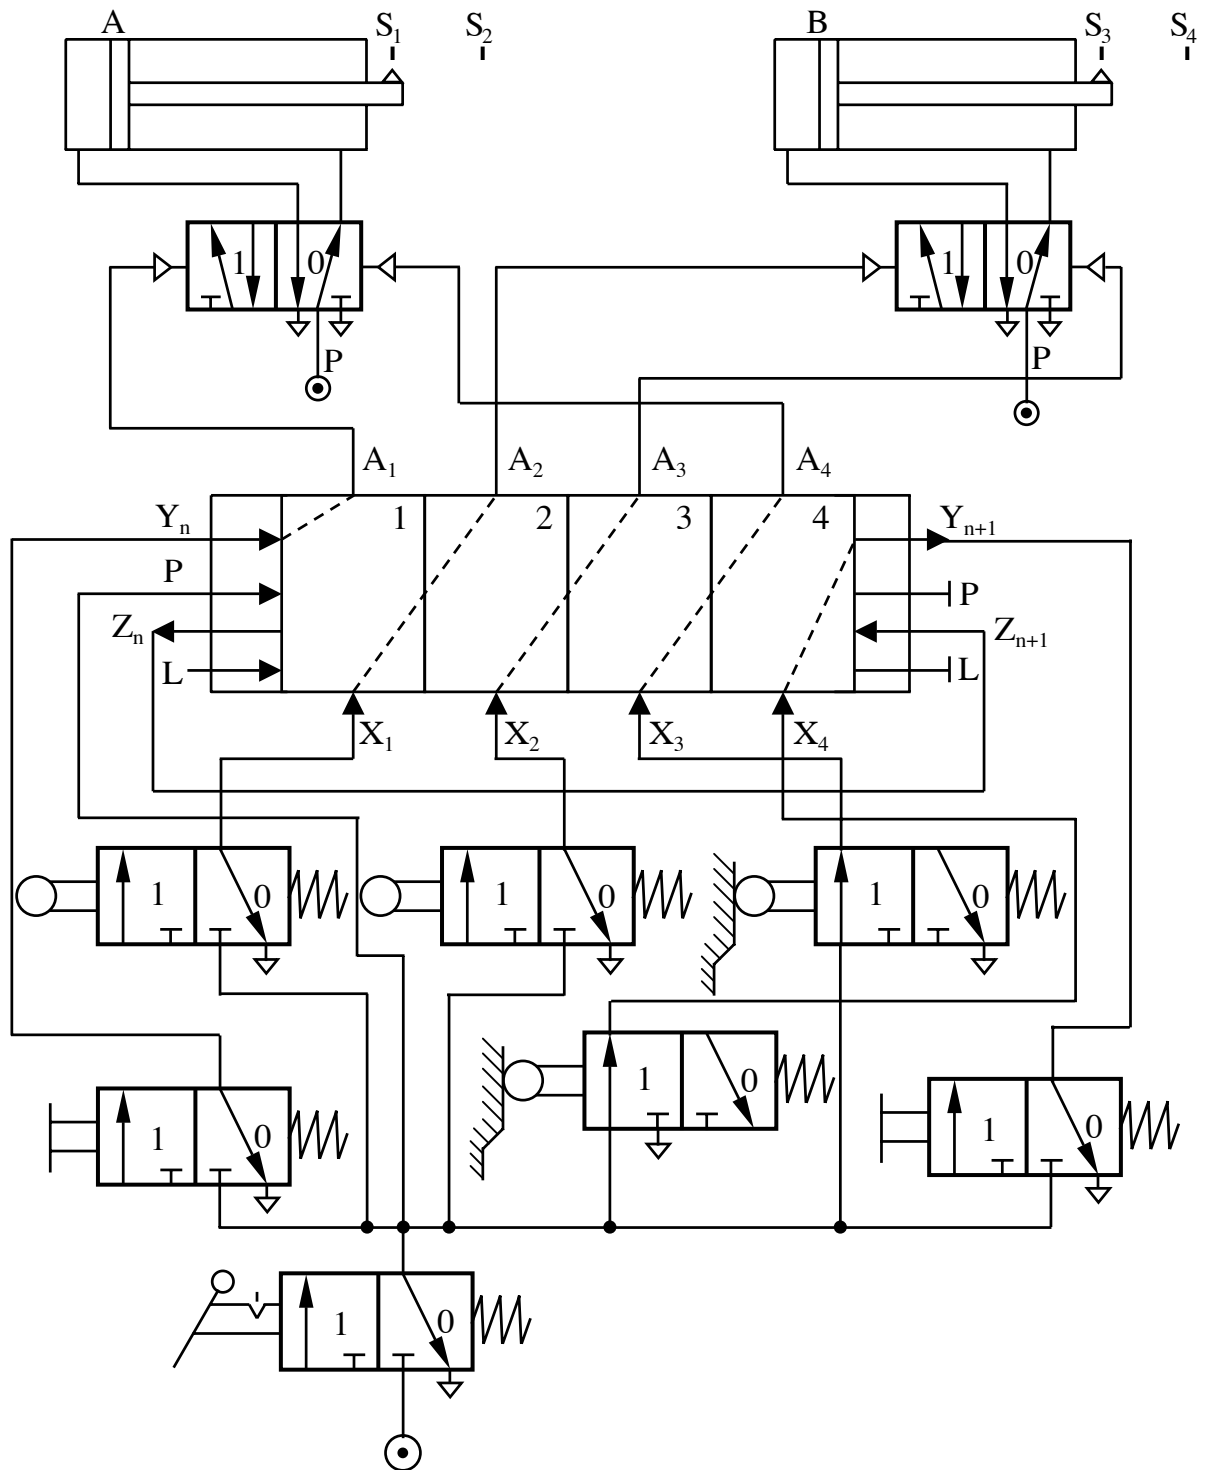 A S₁ S₂ B S₃ S₄
1 0 1 0
P P
A₁ A₂ A₃ A₄
Yₙ 1 2 3 4 Yₙ₊₁
P P
Zₙ Zₙ₊₁
L L
X₁ X₂ X₃ X₄
1 0 1 0 1
1 0
1 0 1 0
1 0